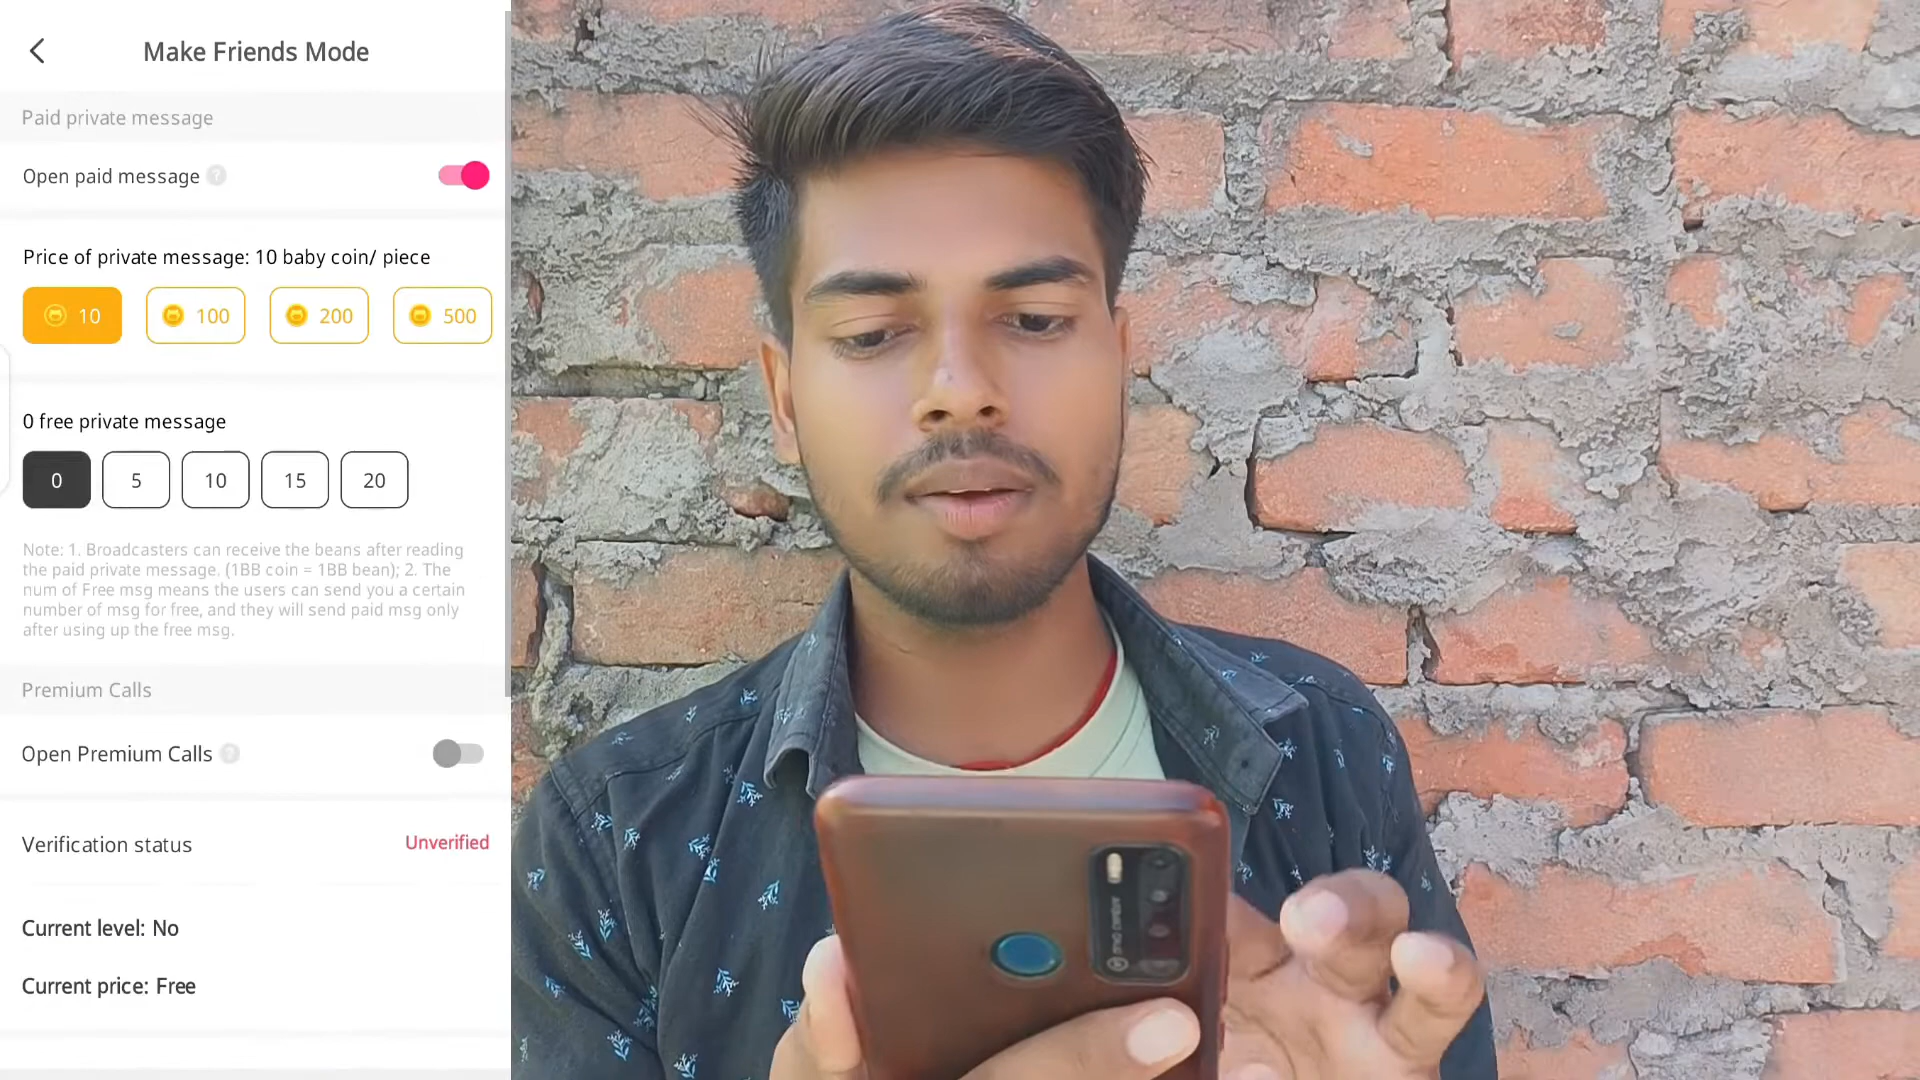 Make Friends Mode
Paid private message
Open paid message ?
Price of private message: 10 baby coin/ piece
10 100 200 500
0 free private message
0 5 10 15 20
Note: 1. Broadcasters can receive the beans after reading
the paid private message. (1BB coin = 1BB bean); 2. The
num of Free msg means the users can send you a certain
number of msg for free, and they will send paid msg only
after using up the free msg.
Premium Calls
Open Premium Calls ?
Verification status Unverified
Current level: No
Current price: Free